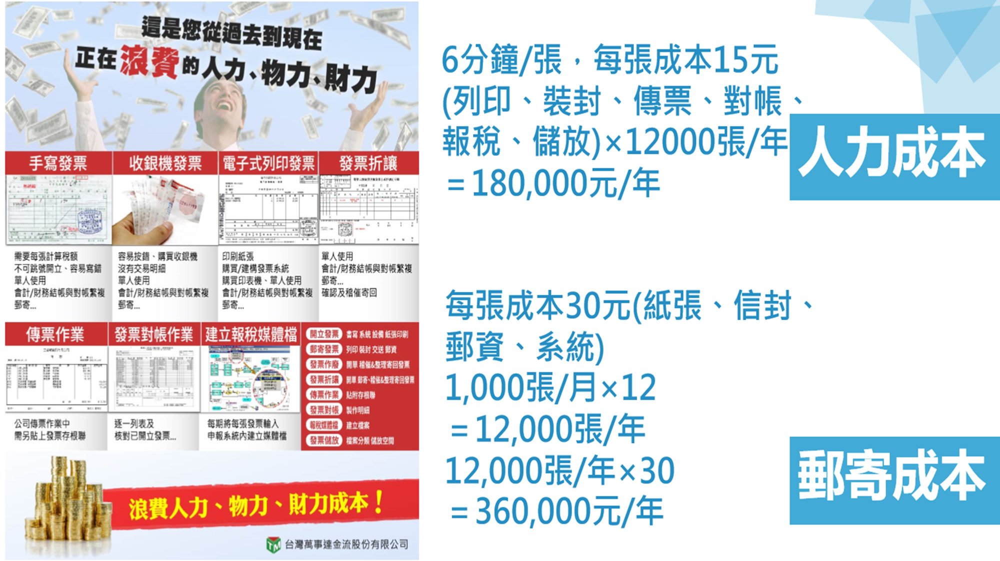 這是您從過去到現在
正在浪費的人力、物力、財力
手寫發票
收銀機發票
電子式列印發票
發票折讓
需要每張計算稅額
不可跳號開立、容易寫錯
單人使用
會計/財務結帳與對帳繁複
郵寄...
容易按錯、購買收銀機
沒有交易明細
單人使用
會計/財務結帳與對帳繁複
郵寄...
印刷紙張
購買/建構發票系統
購買印表機、單人使用
會計/財務結帳與對帳繁複
郵寄...
單人使用
會計/財務結帳與對帳繁複
郵寄...
確認及稽催寄回
傳票作業
發票對帳作業
建立報稅媒體檔
公司傳票作業中
需另貼上發票存根聯
逐一列表及
核對已開立發票...
每期將每張發票輸入
申報系統內建立媒體檔
開立發票 書寫 系統 設備 紙張印刷
郵寄發票 列印 裝封 交送 郵資
發票作廢 開單 稽催&整理寄回發票
發票折讓 開單 郵寄、稽催&整理寄回發票
傳票作業 貼附存根聯
發票對帳 製作明細
報稅媒體檔 建立檔案
發票儲放 檔案分類 儲放空間
浪費人力、物力、財力成本！
TM 台灣萬事達金流股份有限公司
6分鐘/張，每張成本15元
(列印、裝封、傳票、對帳、
報稅、儲放)×12000張/年
＝180,000元/年
人力成本
每張成本30元(紙張、信封、
郵資、系統)
1,000張/月×12
＝12,000張/年
12,000張/年×30
＝360,000元/年
郵寄成本